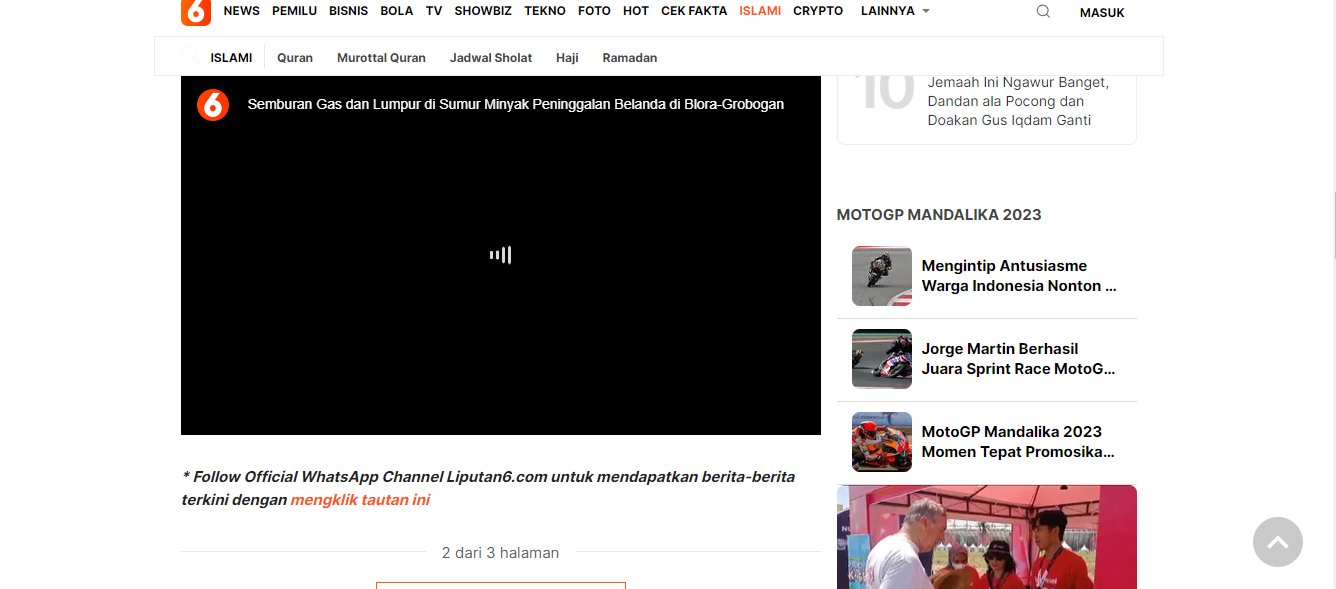 6 NEWS PEMILU BISNIS BOLA TV SHOWBIZ TEKNO FOTO HOT CEK FAKTA ISLAMI CRYPTO LAINNYA MASUK
ISLAMI Quran Murottal Quran Jadwal Sholat Haji Ramadan
6 Semburan Gas dan Lumpur di Sumur Minyak Peninggalan Belanda di Blora-Grobogan
* Follow Official WhatsApp Channel Liputan6.com untuk mendapatkan berita-berita
terkini dengan mengklik tautan ini
2 dari 3 halaman
10
Jemaah Ini Ngawur Banget,
Dandan ala Pocong dan
Doakan Gus Iqdam Ganti
MOTOGP MANDALIKA 2023
Mengintip Antusiasme
Warga Indonesia Nonton ...
Jorge Martin Berhasil
Juara Sprint Race MotoG...
MotoGP Mandalika 2023
Momen Tepat Promosika...